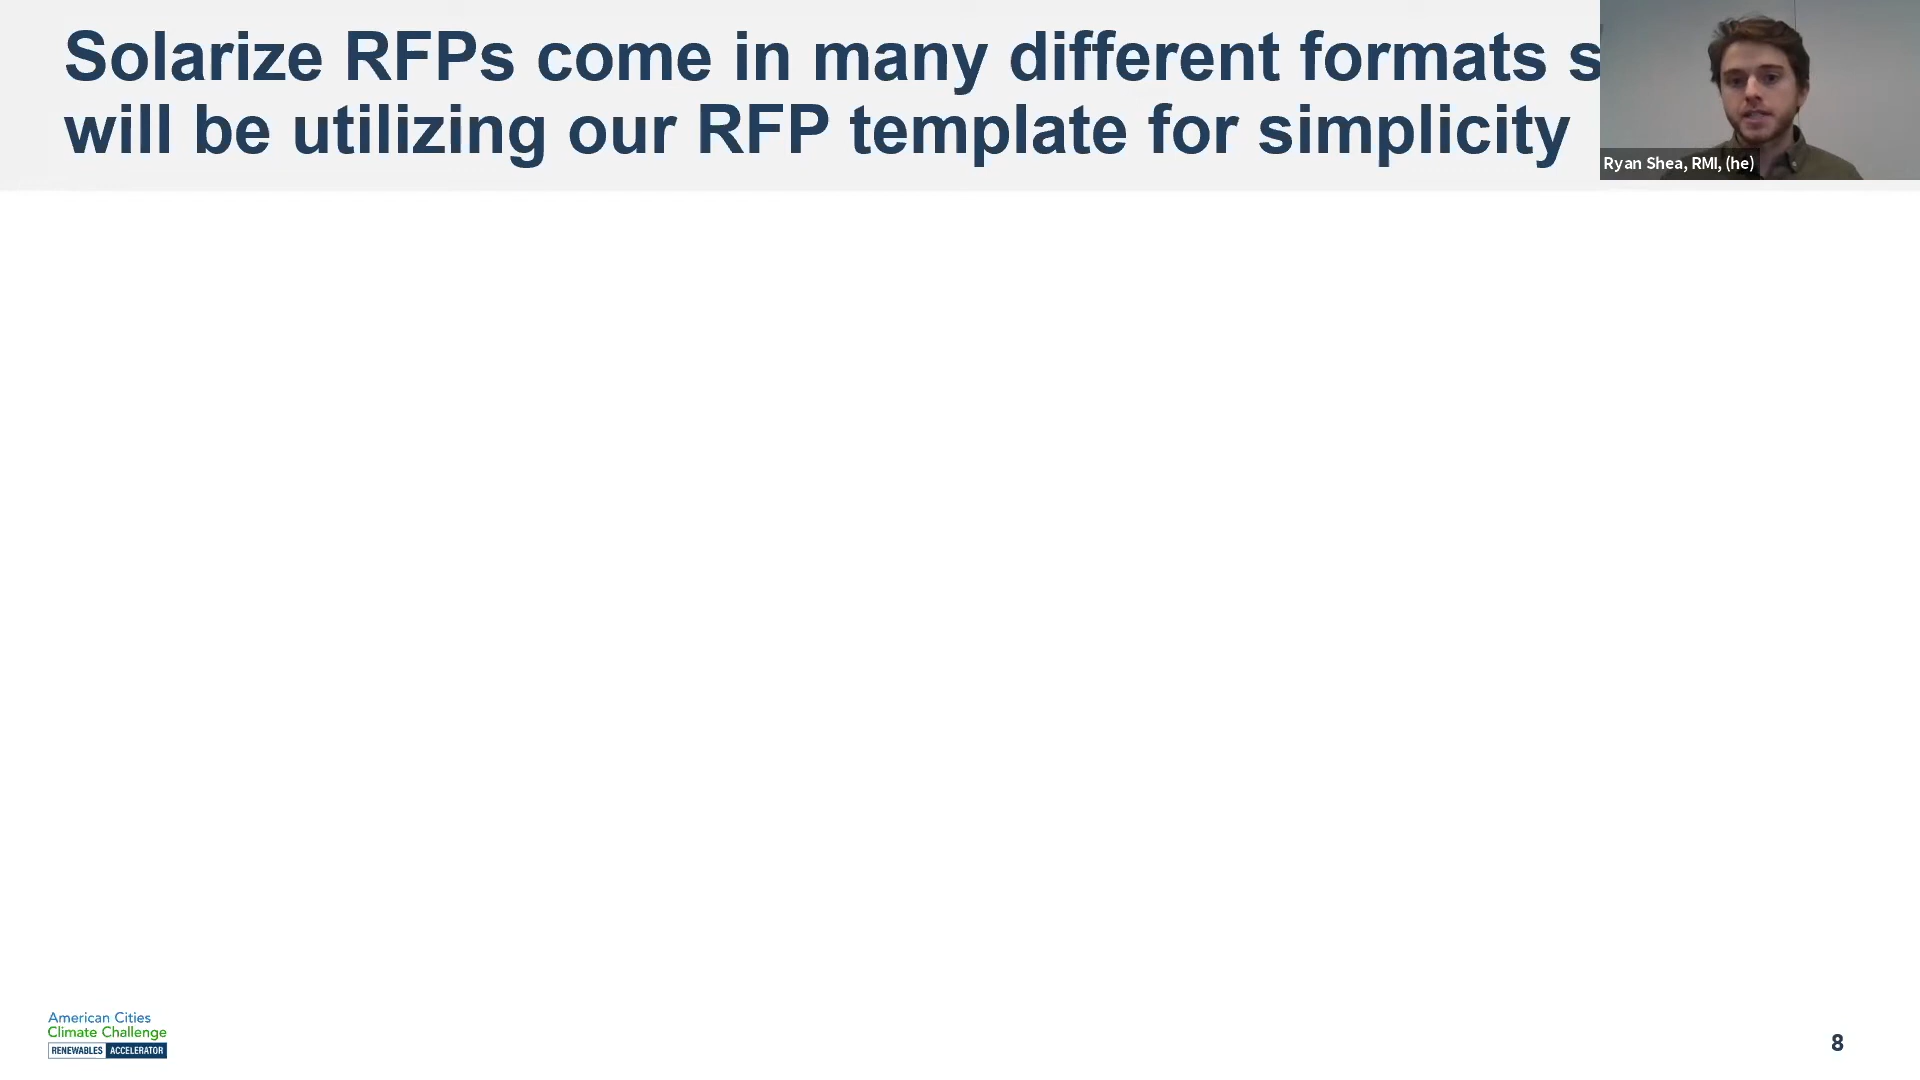 Solarize RFPs come in many different formats s
will be utilizing our RFP template for simplicity
Ryan Shea, RMI, (he)
American Cities
Climate Challenge
RENEWABLES ACCELERATOR
8